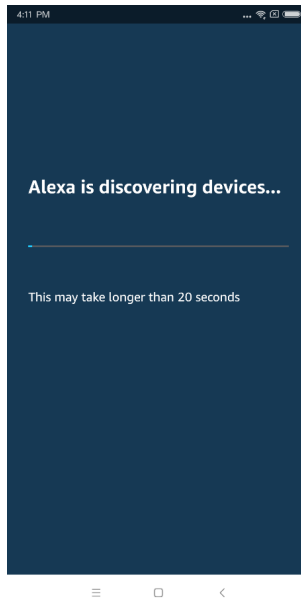 4:11 PM
Alexa is discovering devices...
This may take longer than 20 seconds